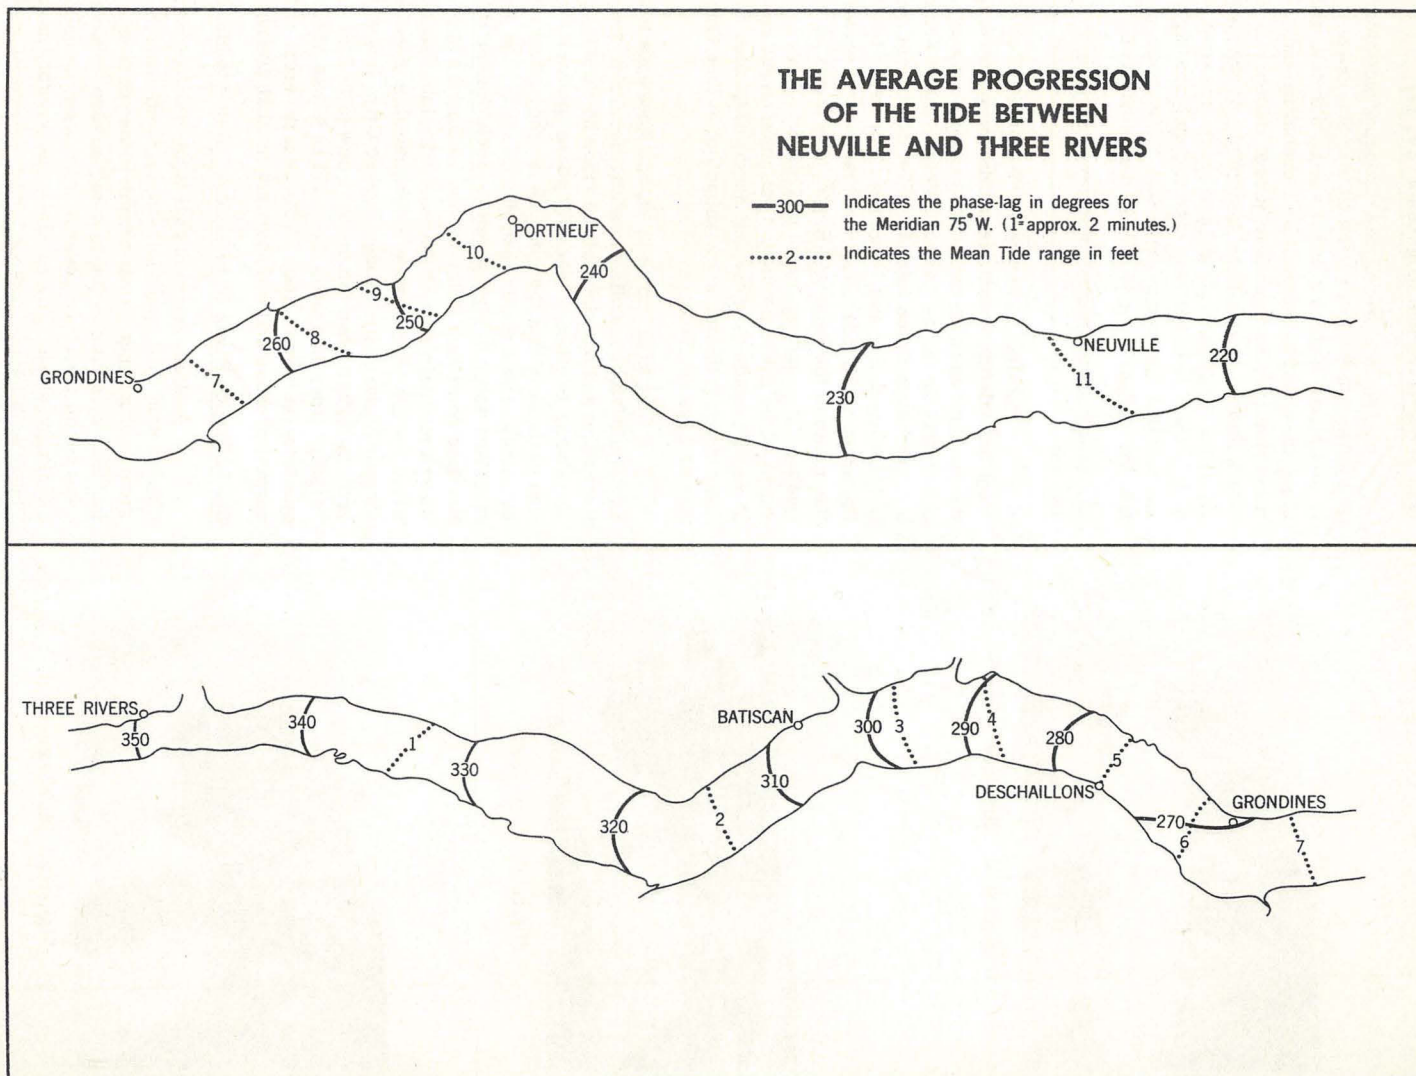 THE AVERAGE PROGRESSION
OF THE TIDE BETWEEN
NEUVILLE AND THREE RIVERS
300 Indicates the phase-lag in degrees for
the Meridian 75° W. (1°= approx. 2 minutes.)
2 Indicates the Mean Tide range in feet
PORTNEUF
10
240
9
250
260
8
NEUVILLE
220
GRONDINES
7
11
230
THREE RIVERS
350
340
1
330
320
2
BATISCAN
310
300
3
290
4
280
5
DESCHAILLONS
GRONDINES
270
6
7